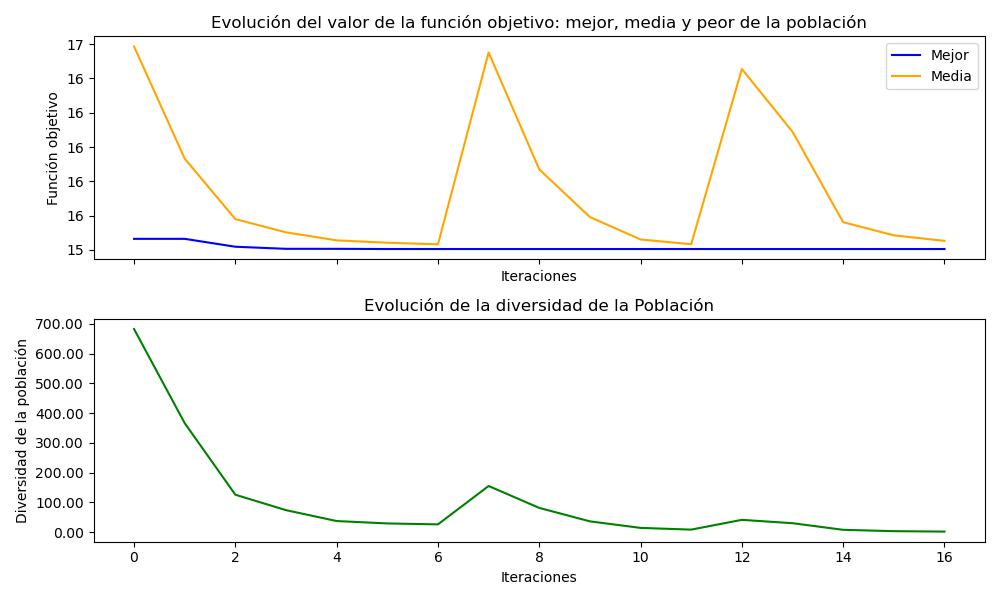 Evolución del valor de la función objetivo: mejor, media y peor de la población
Función objetivo
17
16
16
16
16
16
15
Mejor
Media
Iteraciones
Evolución de la diversidad de la Población
Diversidad de la población
700.00
600.00
500.00
400.00
300.00
200.00
100.00
0.00
0 2 4 6 8 10 12 14 16
Iteraciones